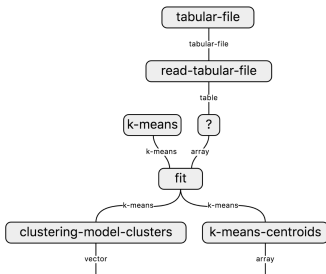 tabular-file
tabular-file
read-tabular-file
table
k-means
?
k-means
array
fit
k-means
k-means
clustering-model-clusters
k-means-centroids
vector
array